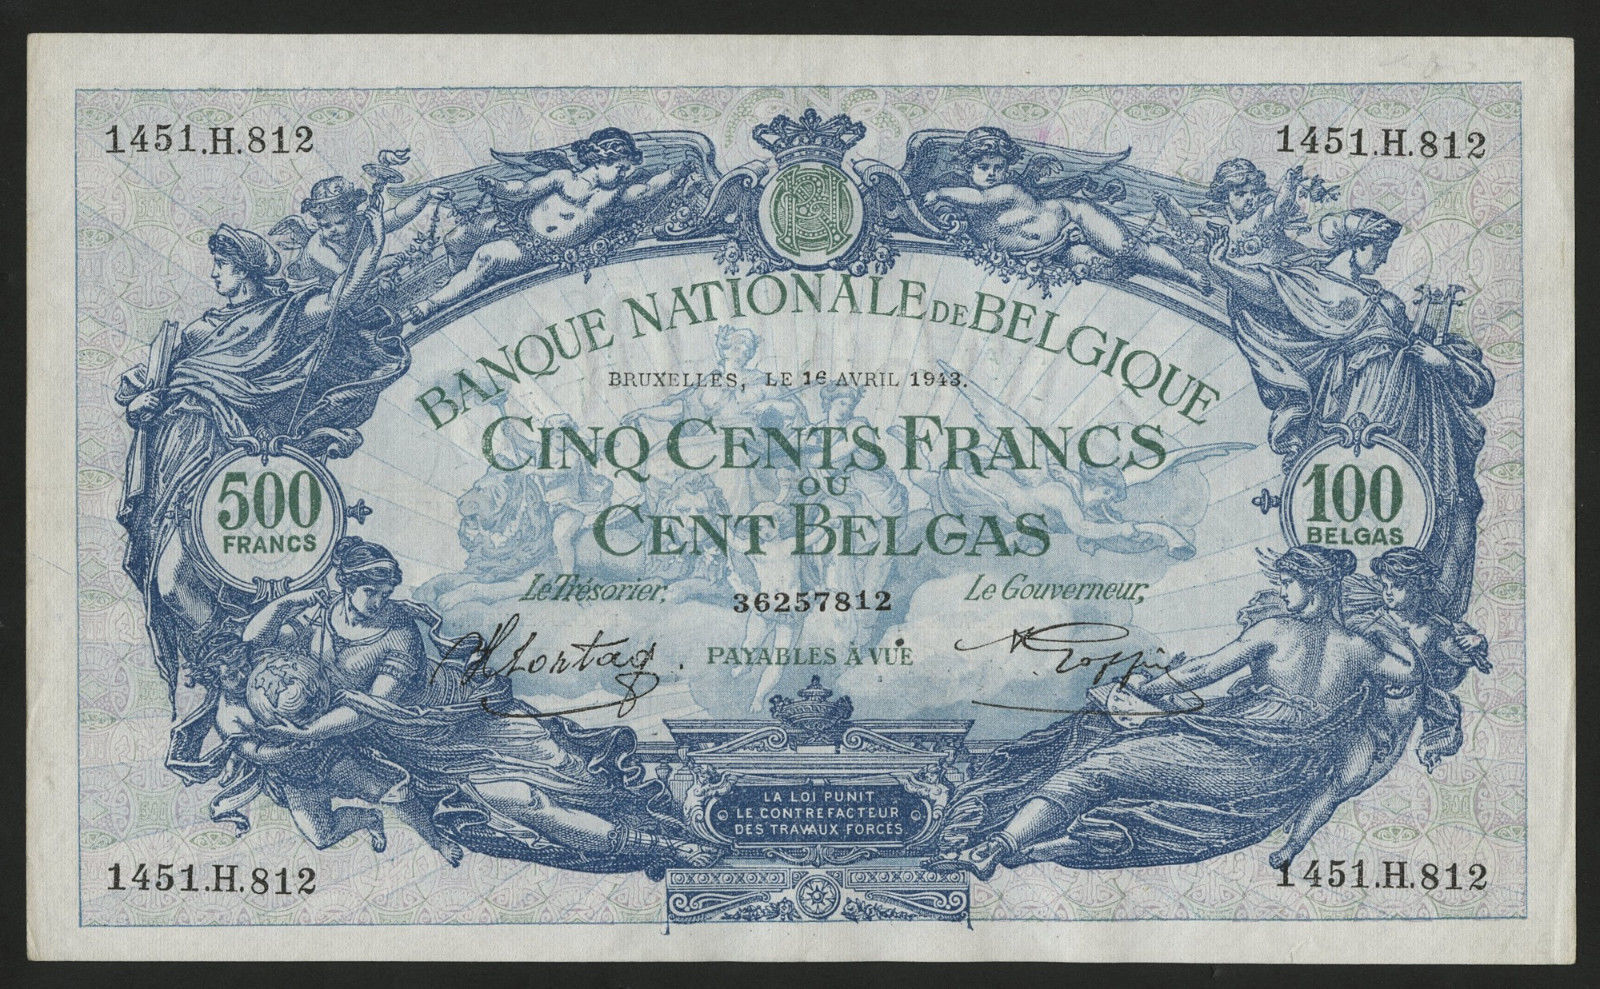 1451.H.812
1451.H.812
BANQUE NATIONALE DE BELGIQUE
BRUXELLES, LE 16 AVRIL 1943.
CINQ CENTS FRANCS
OU
CENT BELGAS
500
FRANCS
100
BELGAS
Le Trésorier,
36257812
Le Gouverneur,
PAYABLES À VUE
LA LOI PUNIT
LE CONTREFACTEUR
DES TRAVAUX FORCÉS
1451.H.812
1451.H.812